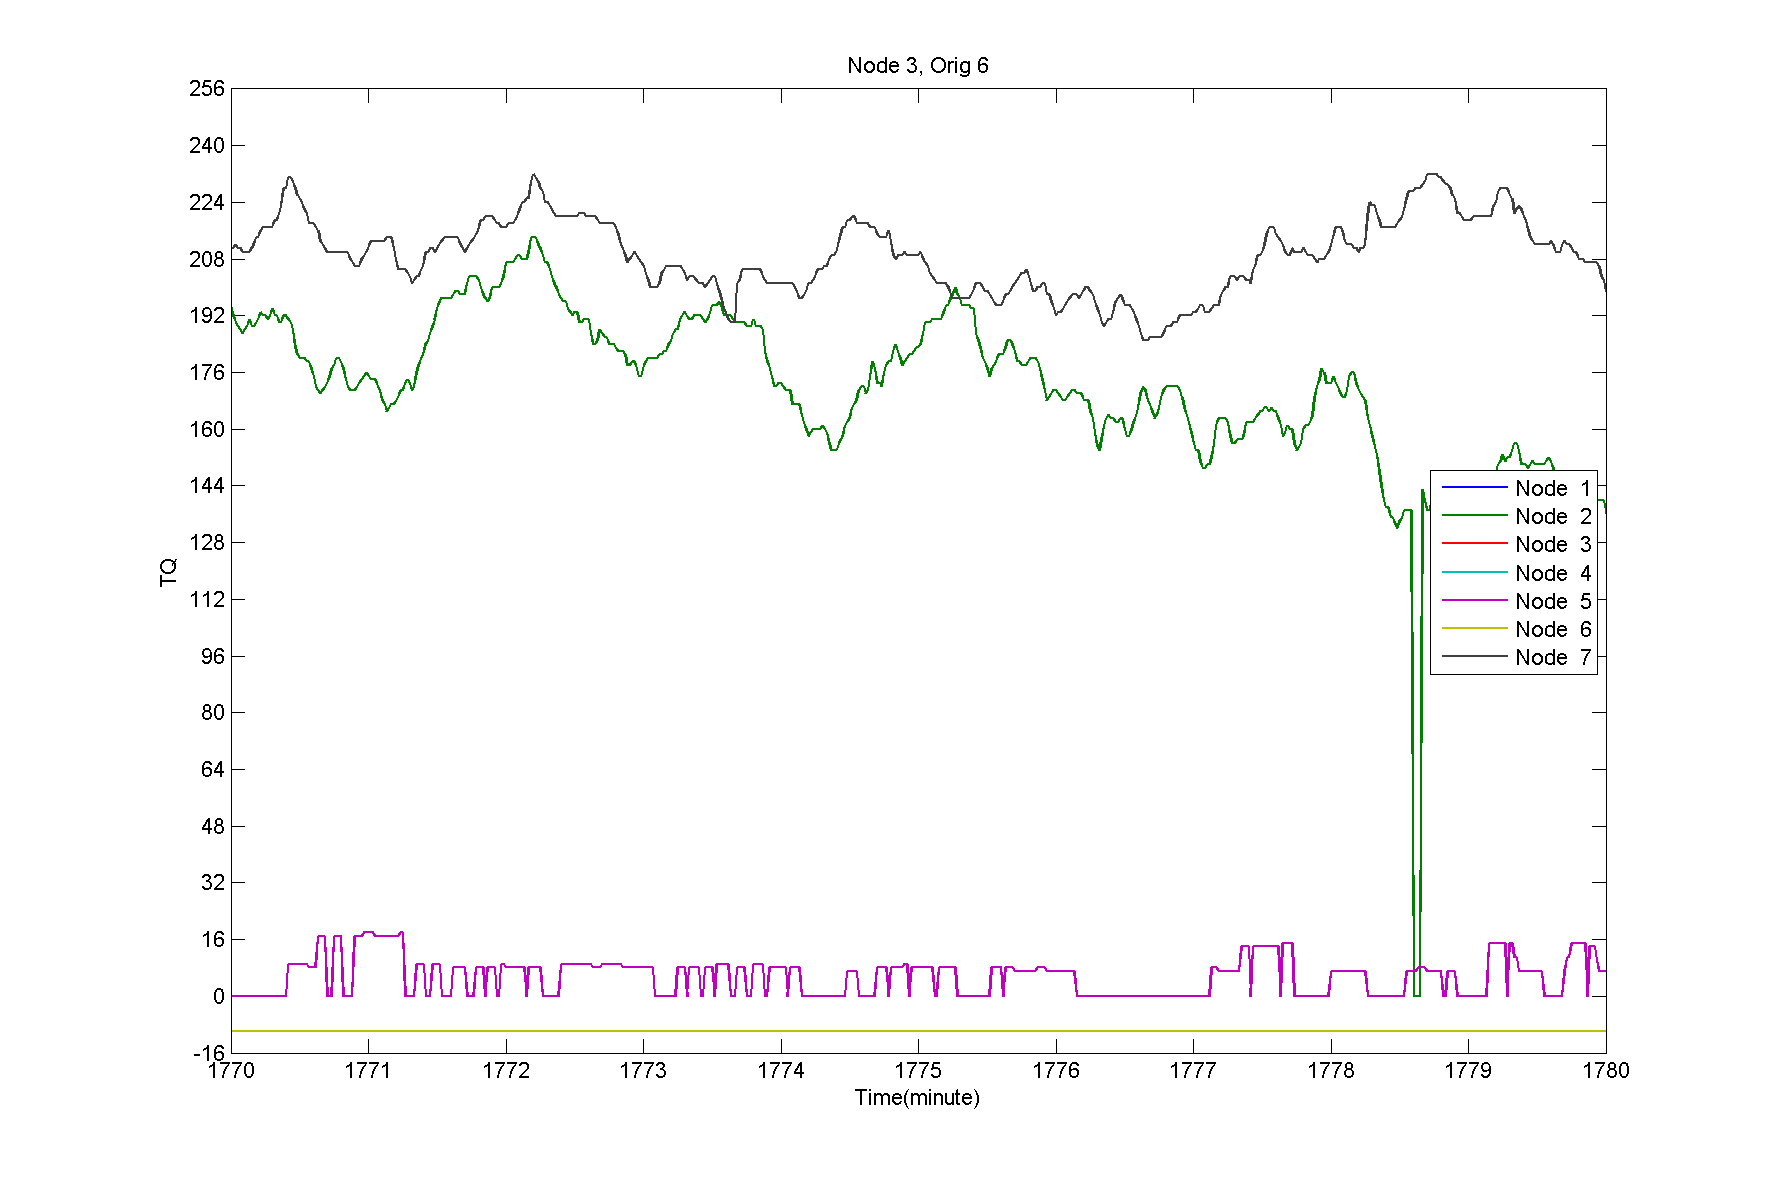 Node 3, Orig 6
256
240
224
208
192
176
160
144
128
112
96
80
64
48
32
16
0
-16
TQ
Node 1
Node 2
Node 3
Node 4
Node 5
Node 6
Node 7
1770 1771 1772 1773 1774 1775 1776 1777 1778 1779 1780
Time(minute)